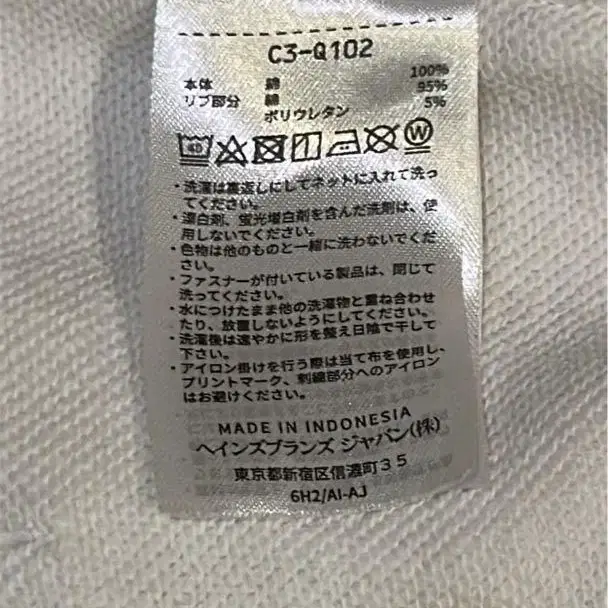 C3-Q102
本体 綿 100%
リブ部分 綿 95%
ポリウレタン 5%
40 W
・洗濯は裏返しにしてネットに入れて洗っ
てください。
・漂白剤、蛍光増白剤を含んだ洗剤は、使
用しないでください。
・色物は他のものと一緒に洗わないでくだ
さい。
・ファスナーが付いている製品は、閉じて
洗ってください。
・水につけたまま他の洗濯物と重ね合わせ
たり、放置しないようにしてください。
・洗濯後は速やかに形を整え日陰で干して
下さい。
・アイロン掛けを行う際は当て布を使用し、
プリントマーク、刺繍部分へのアイロン
はお避けください。
MADE IN INDONESIA
ヘインズブランズ ジャパン(株)
東京都新宿区信濃町35
6H2/AI-AJ